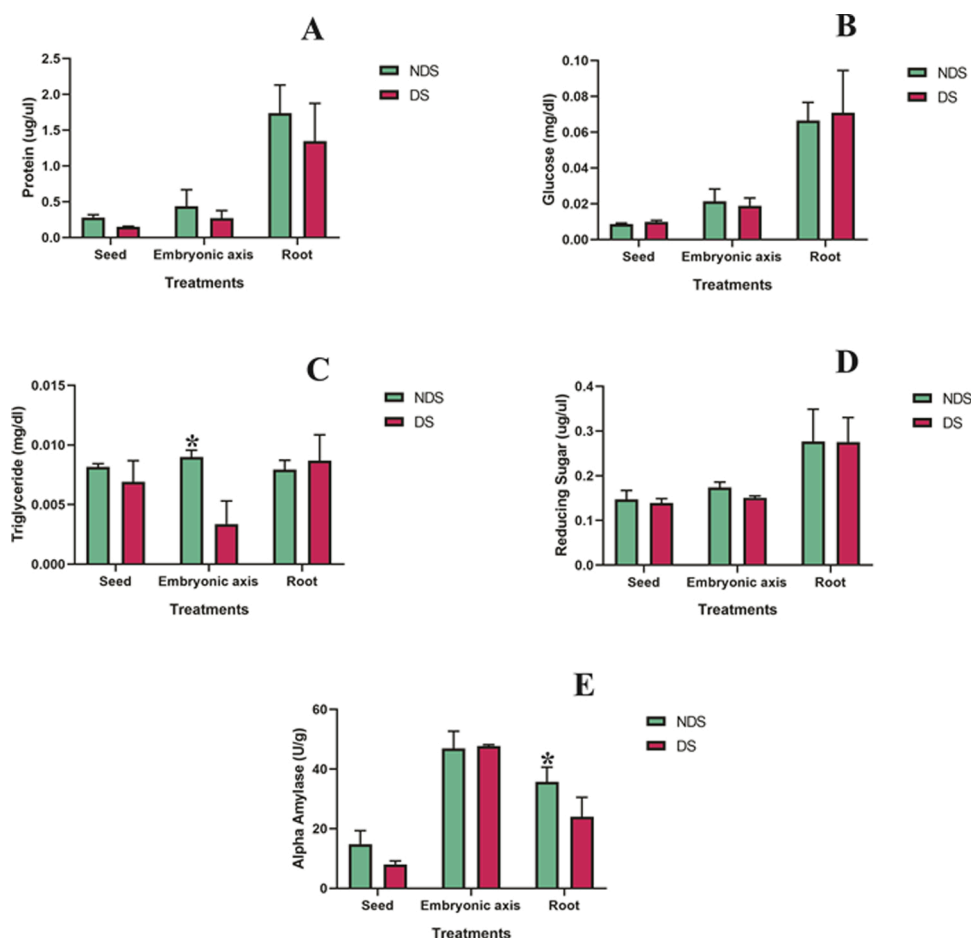 A
Protein (ug/ul)
2.5
2.0
1.5
1.0
0.5
0.0
Seed Embryonic axis Root
Treatments
NDS
DS
B
Glucose (mg/dl)
0.10
0.08
0.06
0.04
0.02
0.00
Seed Embryonic axis Root
Treatments
NDS
DS
C
Triglyceride (mg/dl)
0.015
0.010
0.005
0.000
*
Seed Embryonic axis Root
Treatments
NDS
DS
D
Reducing Sugar (ug/ul)
0.4
0.3
0.2
0.1
0.0
Seed Embryonic axis Root
Treatments
NDS
DS
E
Alpha Amylase (U/g)
60
40
20
0
*
Seed Embryonic axis Root
Treatments
NDS
DS